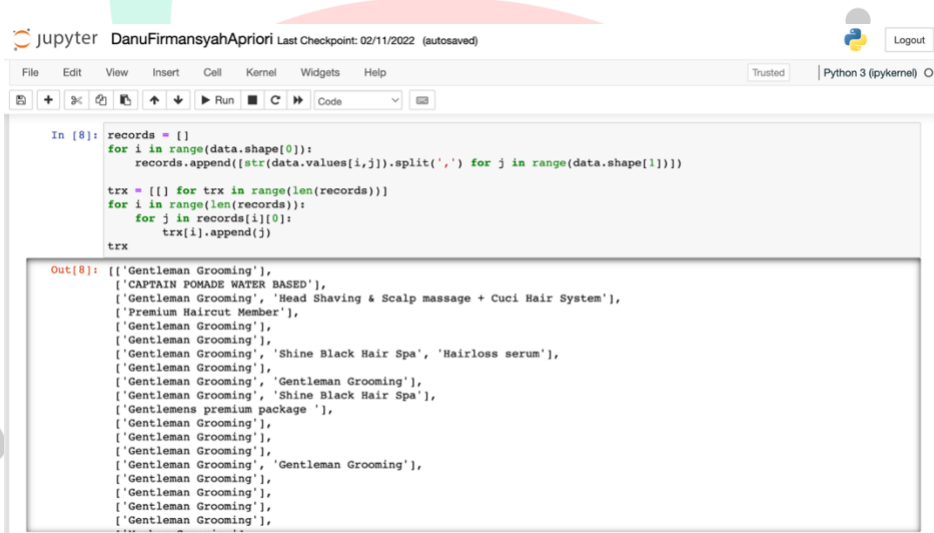 jupyter DanuFirmansyahApriori Last Checkpoint: 02/11/2022 (autosaved)
Logout
File Edit View Insert Cell Kernel Widgets Help
Trusted
Python 3 (ipykernel)
Run
Code
In [8]: records = []
for i in range(data.shape[0]):
    records.append([str(data.values[i,j]).split(',') for j in range(data.shape[1])])
trx = [[] for trx in range(len(records))]
for i in range(len(records)):
    for j in records[i][0]:
        trx[i].append(j)
trx
Out[8]: [['Gentleman Grooming'],
['CAPTAIN POMADE WATER BASED'],
['Gentleman Grooming', 'Head Shaving & Scalp massage + Cuci Hair System'],
['Premium Haircut Member'],
['Gentleman Grooming'],
['Gentleman Grooming'],
['Gentleman Grooming', 'Shine Black Hair Spa', 'Hairloss serum'],
['Gentleman Grooming'],
['Gentleman Grooming', 'Gentleman Grooming'],
['Gentleman Grooming', 'Shine Black Hair Spa'],
['Gentlemens premium package '],
['Gentleman Grooming'],
['Gentleman Grooming'],
['Gentleman Grooming'],
['Gentleman Grooming', 'Gentleman Grooming'],
['Gentleman Grooming'],
['Gentleman Grooming'],
['Gentleman Grooming'],
['Gentleman Grooming'],